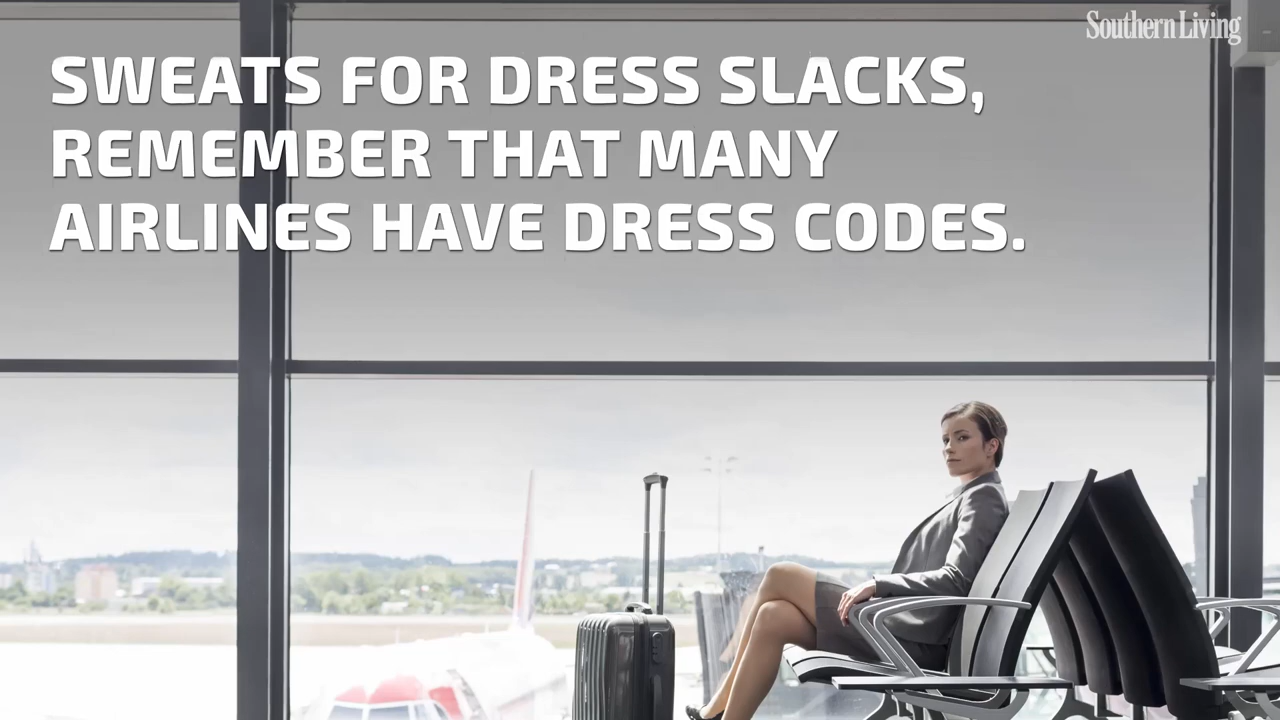 Southern Living
SWEATS FOR DRESS SLACKS,
REMEMBER THAT MANY
AIRLINES HAVE DRESS CODES.